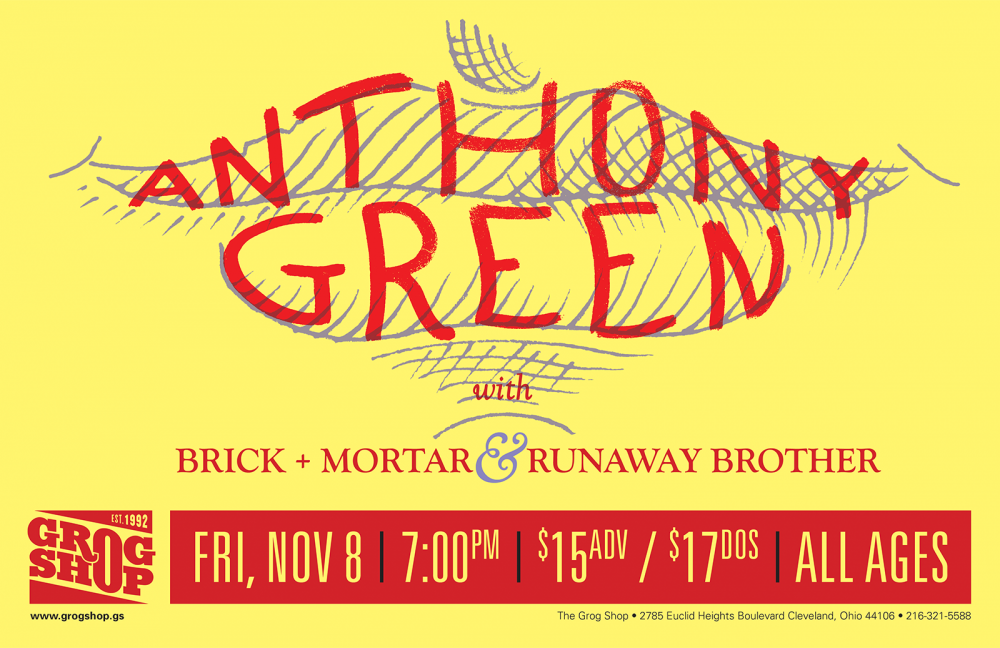 ANTHONY
GREEN
with
BRICK + MORTAR & RUNAWAY BROTHER
EST. 1992
GROG
SHOP
FRI, NOV 8 | 7:00PM | $15ADV / $17DOS | ALL AGES
www.grogshop.gs
The Grog Shop • 2785 Euclid Heights Boulevard Cleveland, Ohio 44106 • 216-321-5588